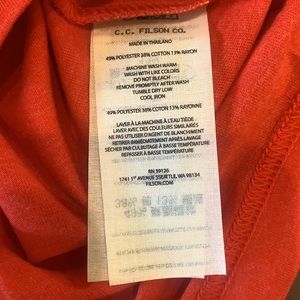 C.C. FILSON CO.
MADE IN THAILAND
49% POLYESTER 38% COTTON 13% RAYON
MACHINE WASH WARM
WASH WITH LIKE COLORS
DO NOT BLEACH
REMOVE PROMPTLY AFTER WASH
TUMBLE DRY LOW
COOL IRON
49% POLYESTER 38% COTON 13% RAYONNE
LAVER À LA MACHINE À L'EAU TIÈDE
LAVER AVEC DES COULEURS SIMILAIRES
NE PAS UTILISER D'AGENT DE BLANCHIMENT
RETIRER IMMÉDIATEMENT APRÈS LAVAGE
SÉCHER PAR CULBUTAGE À BASSE TEMPÉRATURE
REPASSER À BASSE TEMPÉRATURE
RN 39126
1741 1ST AVENUE SSEATTLE, WA 98134
FILSON.COM